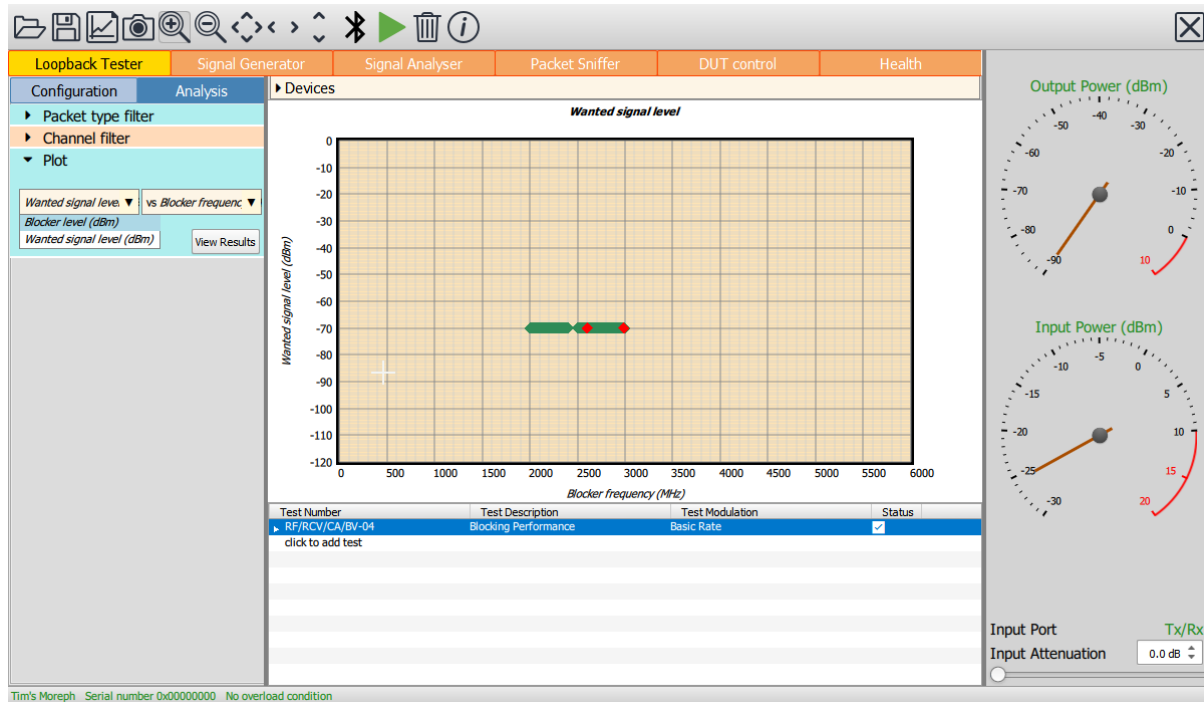 Loopback Tester Signal Generator Signal Analyser Packet Sniffer DUT control Health
Configuration Analysis
Packet type filter
Channel filter
Plot
Wanted signal leve. vs Blocker frequenc
Blocker level (dBm)
Wanted signal level (dBm)
View Results
Devices
Wanted signal level
Wanted signal level (dBm)
0
-10
-20
-30
-40
-50
-60
-70
-80
-90
-100
-110
-120
0 500 1000 1500 2000 2500 3000 3500 4000 4500 5000 5500 6000
Blocker frequency (MHz)
Test Number Test Description Test Modulation Status
RF/RCV/CA/BV-04 Blocking Performance Basic Rate
click to add test
Output Power (dBm)
-90 -80 -70 -60 -50 -40 -30 -20 -10 0 10
Input Power (dBm)
-30 -25 -20 -15 -10 -5 0 5 10 15 20
Input Port Tx/Rx
Input Attenuation 0.0 dB
Tim's Moreph Serial number 0x00000000 No overload condition